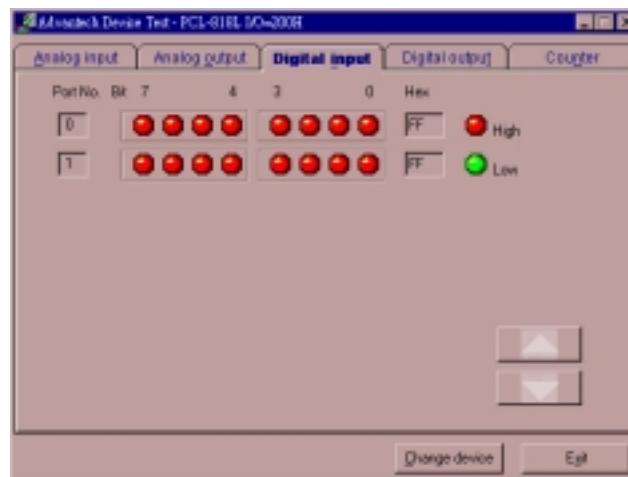 Advantech Device Test - PCL-818L I/O=200H
Analog input Analog output Digital input Digital output Counter
Port No. Bit 7 4 3 0 Hex
0 FF High
1 FF Low
Change device Exit